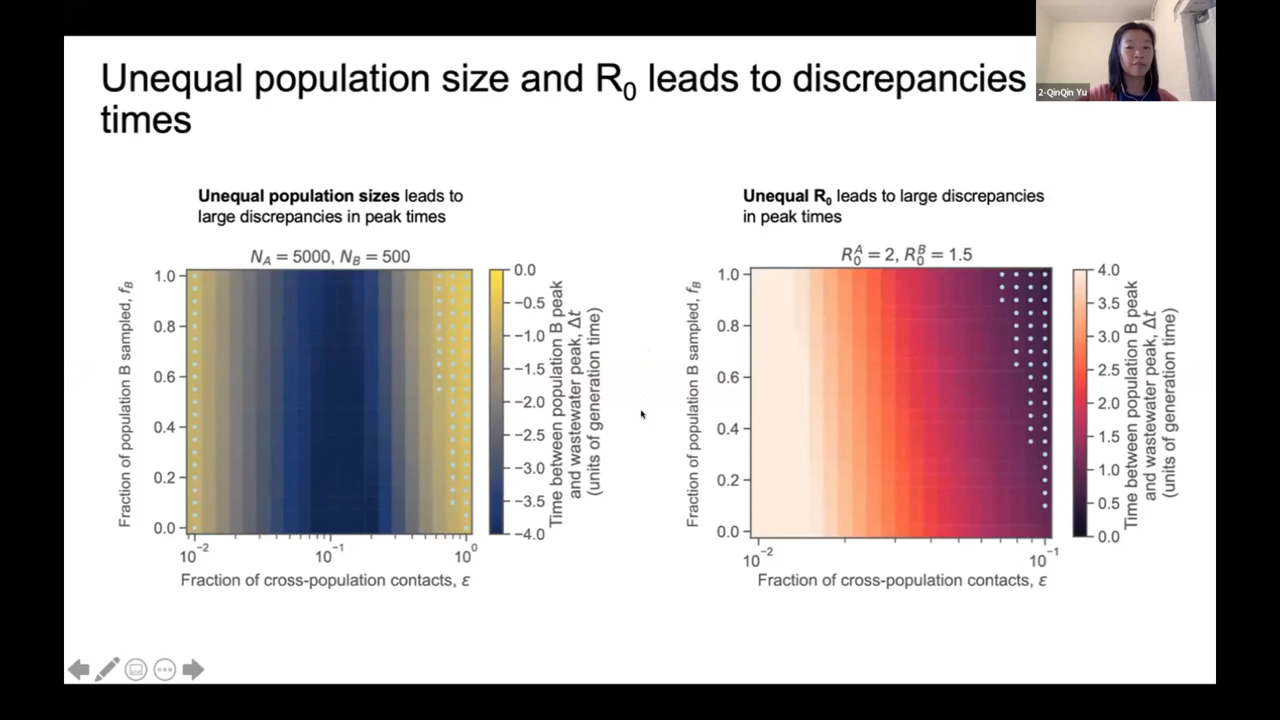 Unequal population size and R₀ leads to discrepancies
times
2-QinQin Yu
Unequal population sizes leads to
large discrepancies in peak times
N_A = 5000, N_B = 500
Fraction of population B sampled, f_B
1.0
0.8
0.6
0.4
0.2
0.0
10⁻²
10⁻¹
10⁰
Fraction of cross-population contacts, ε
0.0
−0.5
−1.0
−1.5
−2.0
−2.5
−3.0
−3.5
−4.0
Time between population B peak
and wastewater peak, Δt
(units of generation time)
Unequal R₀ leads to large discrepancies
in peak times
R₀ᴬ = 2, R₀ᴮ = 1.5
Fraction of population B sampled, f_B
1.0
0.8
0.6
0.4
0.2
0.0
10⁻²
10⁻¹
Fraction of cross-population contacts, ε
4.0
3.5
3.0
2.5
2.0
1.5
1.0
0.5
0.0
Time between population B peak
and wastewater peak, Δt
(units of generation time)